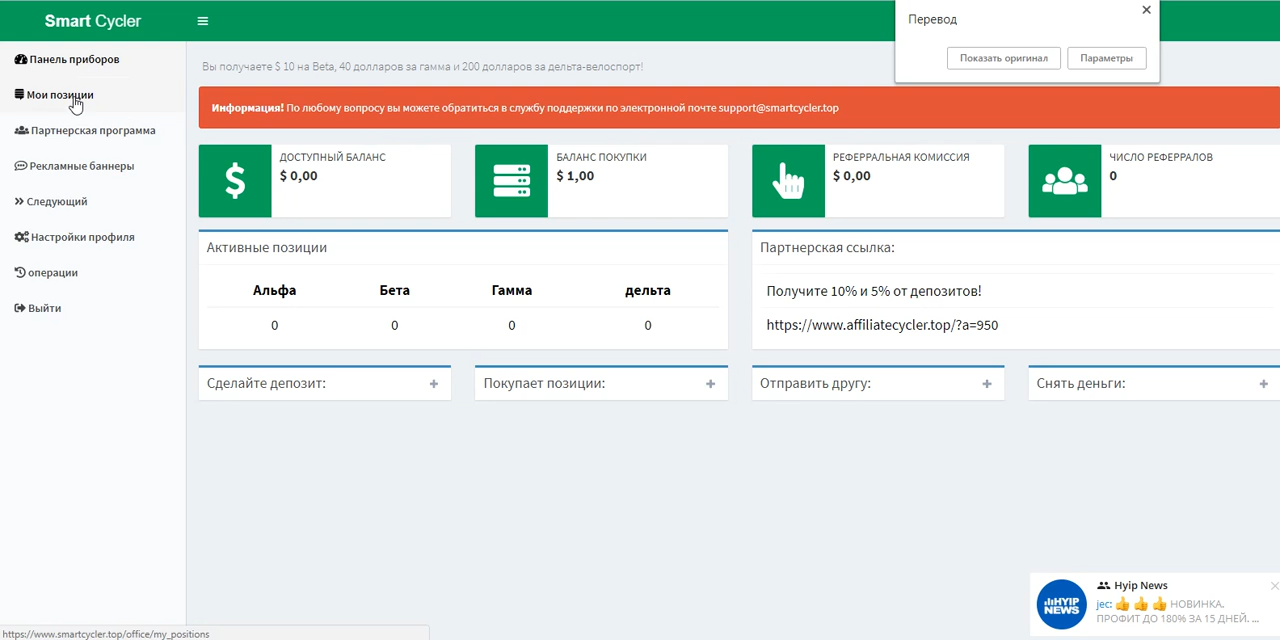 Smart Cycler
Перевод
Показать оригинал
Параметры
Панель приборов
Мои позиции
Партнерская программа
Рекламные баннеры
Следующий
Настройки профиля
операции
Выйти
Вы получаете $ 10 на Beta, 40 долларов за гамма и 200 долларов за дельта-велоспорт!
Информация! По любому вопросу вы можете обратиться в службу поддержки по электронной почте support@smartcycler.top
ДОСТУПНЫЙ БАЛАНС
$ 0,00
БАЛАНС ПОКУПКИ
$ 1,00
РЕФЕРРАЛЬНАЯ КОМИССИЯ
$ 0,00
ЧИСЛО РЕФЕРРАЛОВ
0
Активные позиции
Альфа Бета Гамма дельта
0 0 0 0
Партнерская ссылка:
Получите 10% и 5% от депозитов!
https://www.affiliatecycler.top/?a=950
Сделайте депозит:
Покупает позиции:
Отправить другу:
Снять деньги:
HYIP NEWS
Hyip News
jec: 👍 👍 👍 НОВИНКА.
ПРОФИТ ДО 180% ЗА 15 ДНЕЙ. ...
https://www.smartcycler.top/office/my_positions